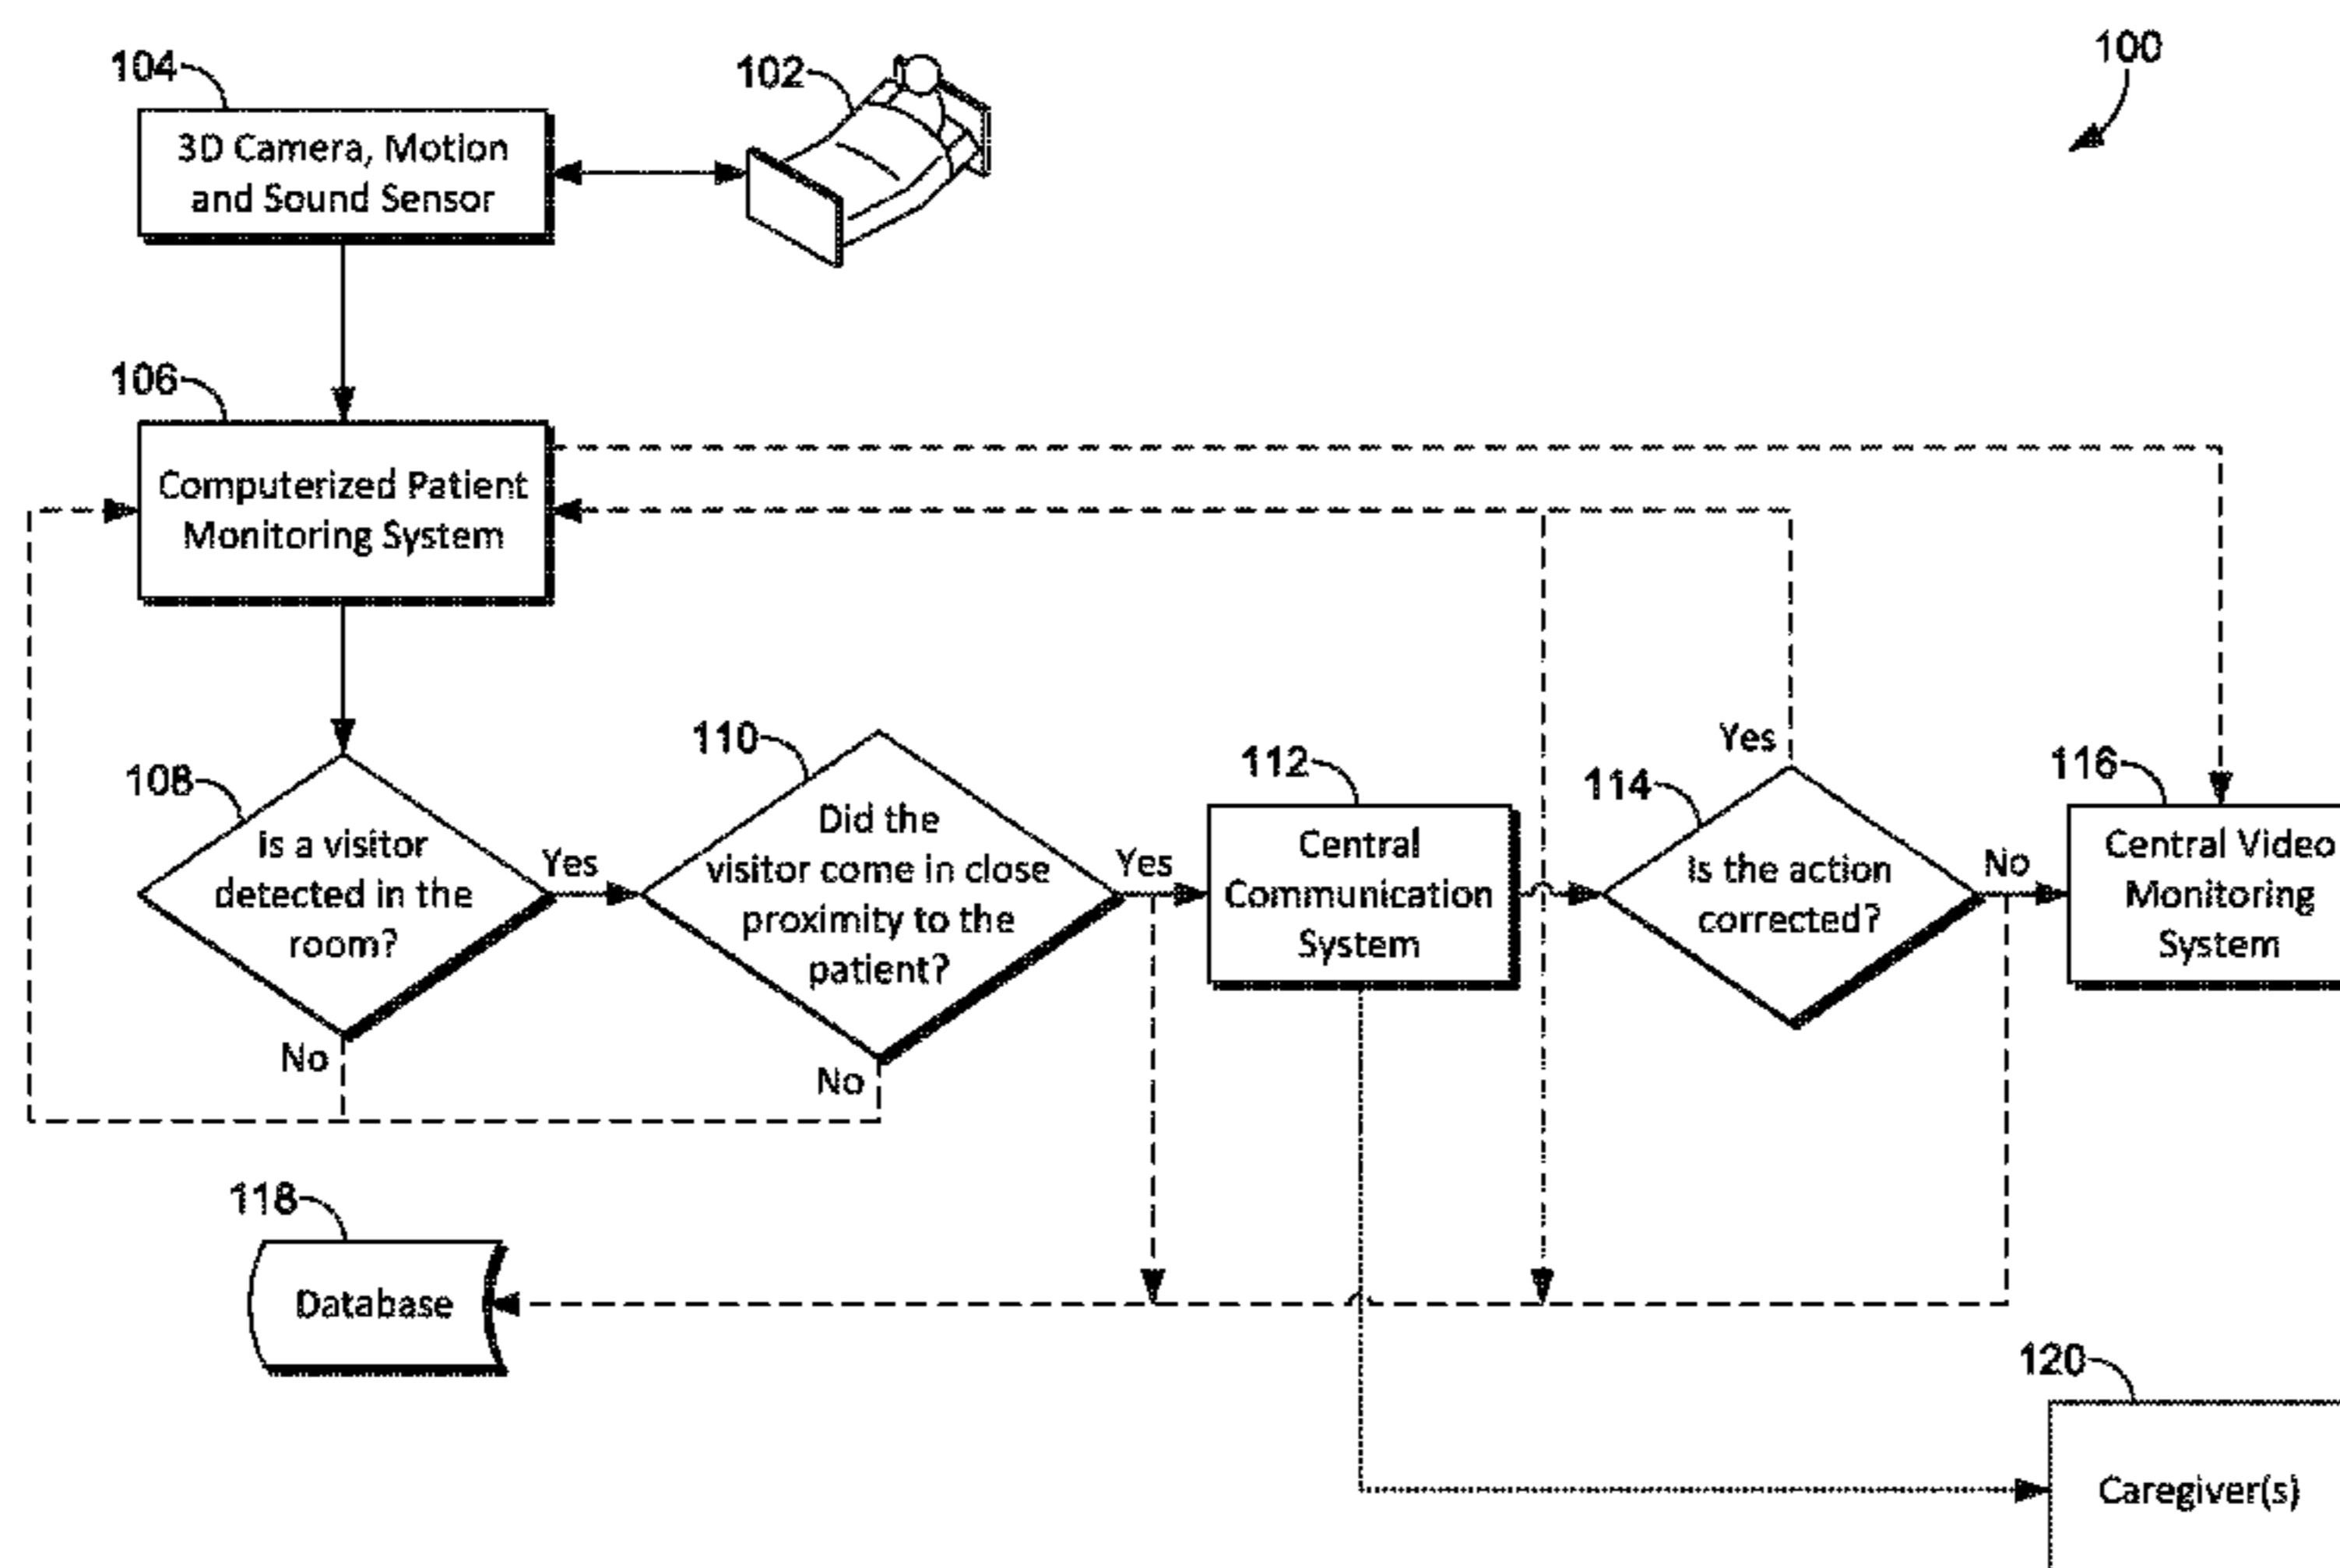 100
104
102
3D Camera, Motion
and Sound Sensor
106
Computerized Patient
Monitoring System
108
is a visitor
detected in the
room?
Yes
No
110
Did the
visitor come in close
proximity to the
patient?
Yes
No
112
Central
Communication
System
114
Yes
Is the action
corrected?
No
116
Central Video
Monitoring
System
118
Database
120
Caregiver(s)